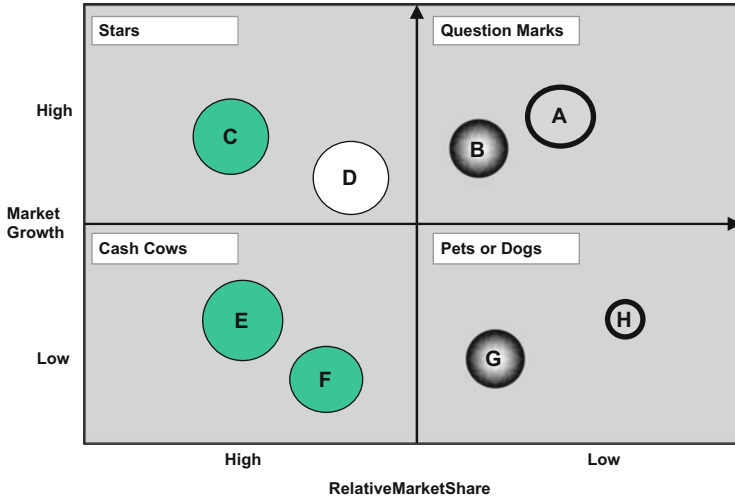 Stars
Question Marks
High
A
C
B
D
Market
Growth
Cash Cows
Pets or Dogs
E
H
Low
G
F
High
Low
RelativeMarketShare